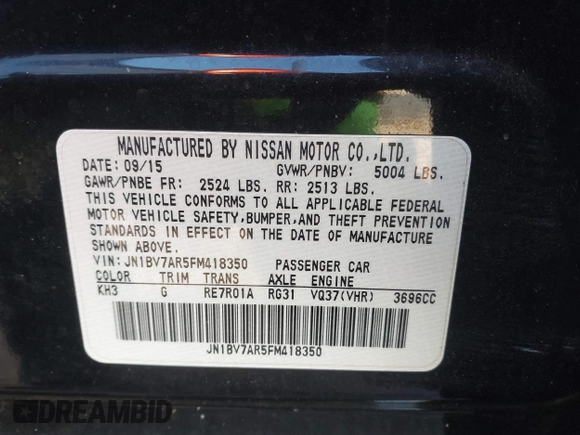 MANUFACTURED BY NISSAN MOTOR CO.,LTD.
DATE: 09/15 GVWR/PNBV: 5004 LBS.
GAWR/PNBE FR: 2524 LBS. RR: 2513 LBS.
THIS VEHICLE CONFORMS TO ALL APPLICABLE FEDERAL
MOTOR VEHICLE SAFETY,BUMPER,AND THEFT PREVENTION
STANDARDS IN EFFECT ON THE DATE OF MANUFACTURE
SHOWN ABOVE.
VIN: JN1BV7AR5FM418350 PASSENGER CAR
COLOR TRIM TRANS AXLE ENGINE
KH3 G RE7R01A RG31 VQ37(VHR) 3696CC
JN1BV7AR5FM418350
DREAMBID